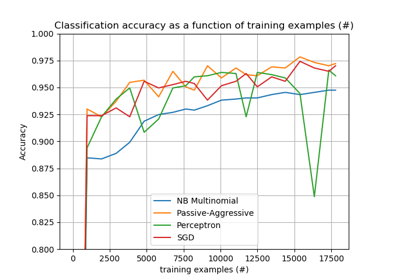 Classification accuracy as a function of training examples (#)
1.000
0.975
0.950
0.925
0.900
0.875
0.850
0.825
0.800
Accuracy
NB Multinomial
Passive-Aggressive
Perceptron
SGD
0 2500 5000 7500 10000 12500 15000 17500
training examples (#)